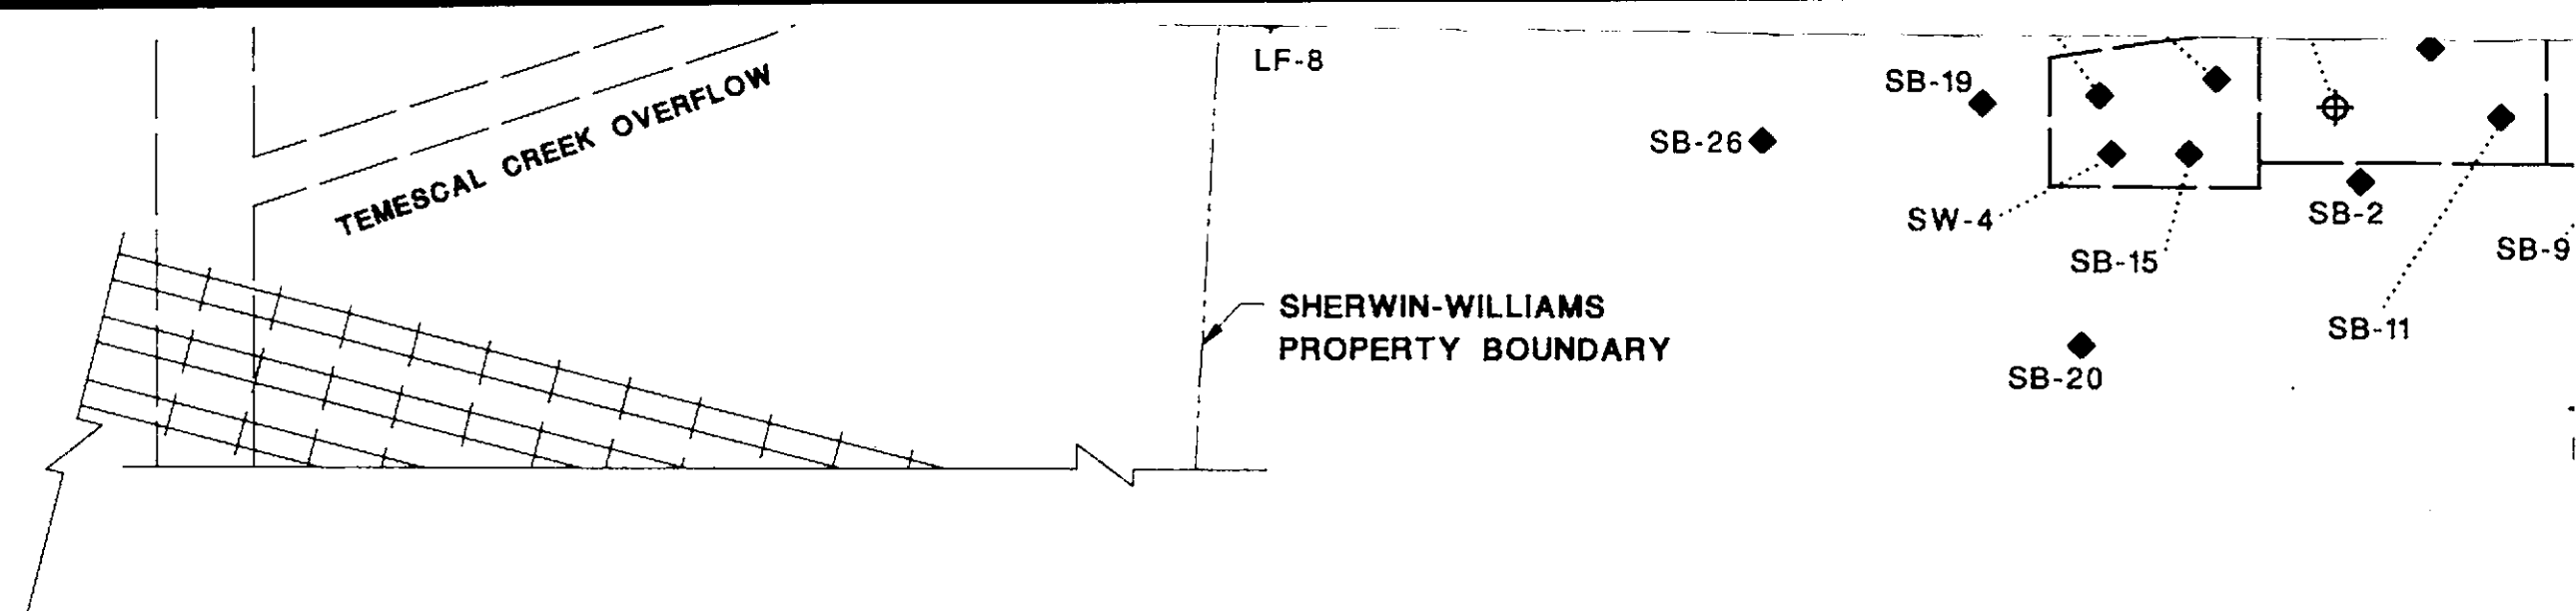 LF-8
SB-19
TEMESCAL CREEK OVERFLOW
SB-26
SW-4
SB-2
SB-15
SB-9
SHERWIN-WILLIAMS
PROPERTY BOUNDARY
SB-11
SB-20